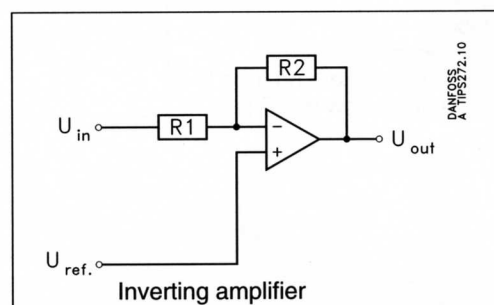 R2
DANFOSS
A TIPS272.10
U in
R1
−
U out
+
U ref.
Inverting amplifier